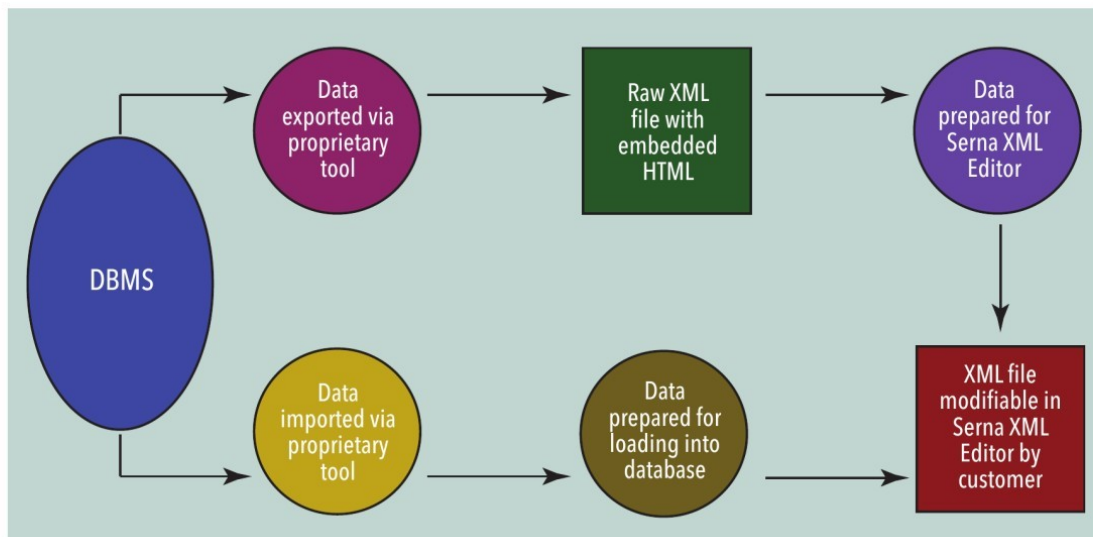 Data
exported via
proprietary
tool
Raw XML
file with
embedded
HTML
Data
prepared for
Serna XML
Editor
DBMS
Data
imported via
proprietary
tool
Data
prepared for
loading into
database
XML file
modifiable in
Serna XML
Editor by
customer